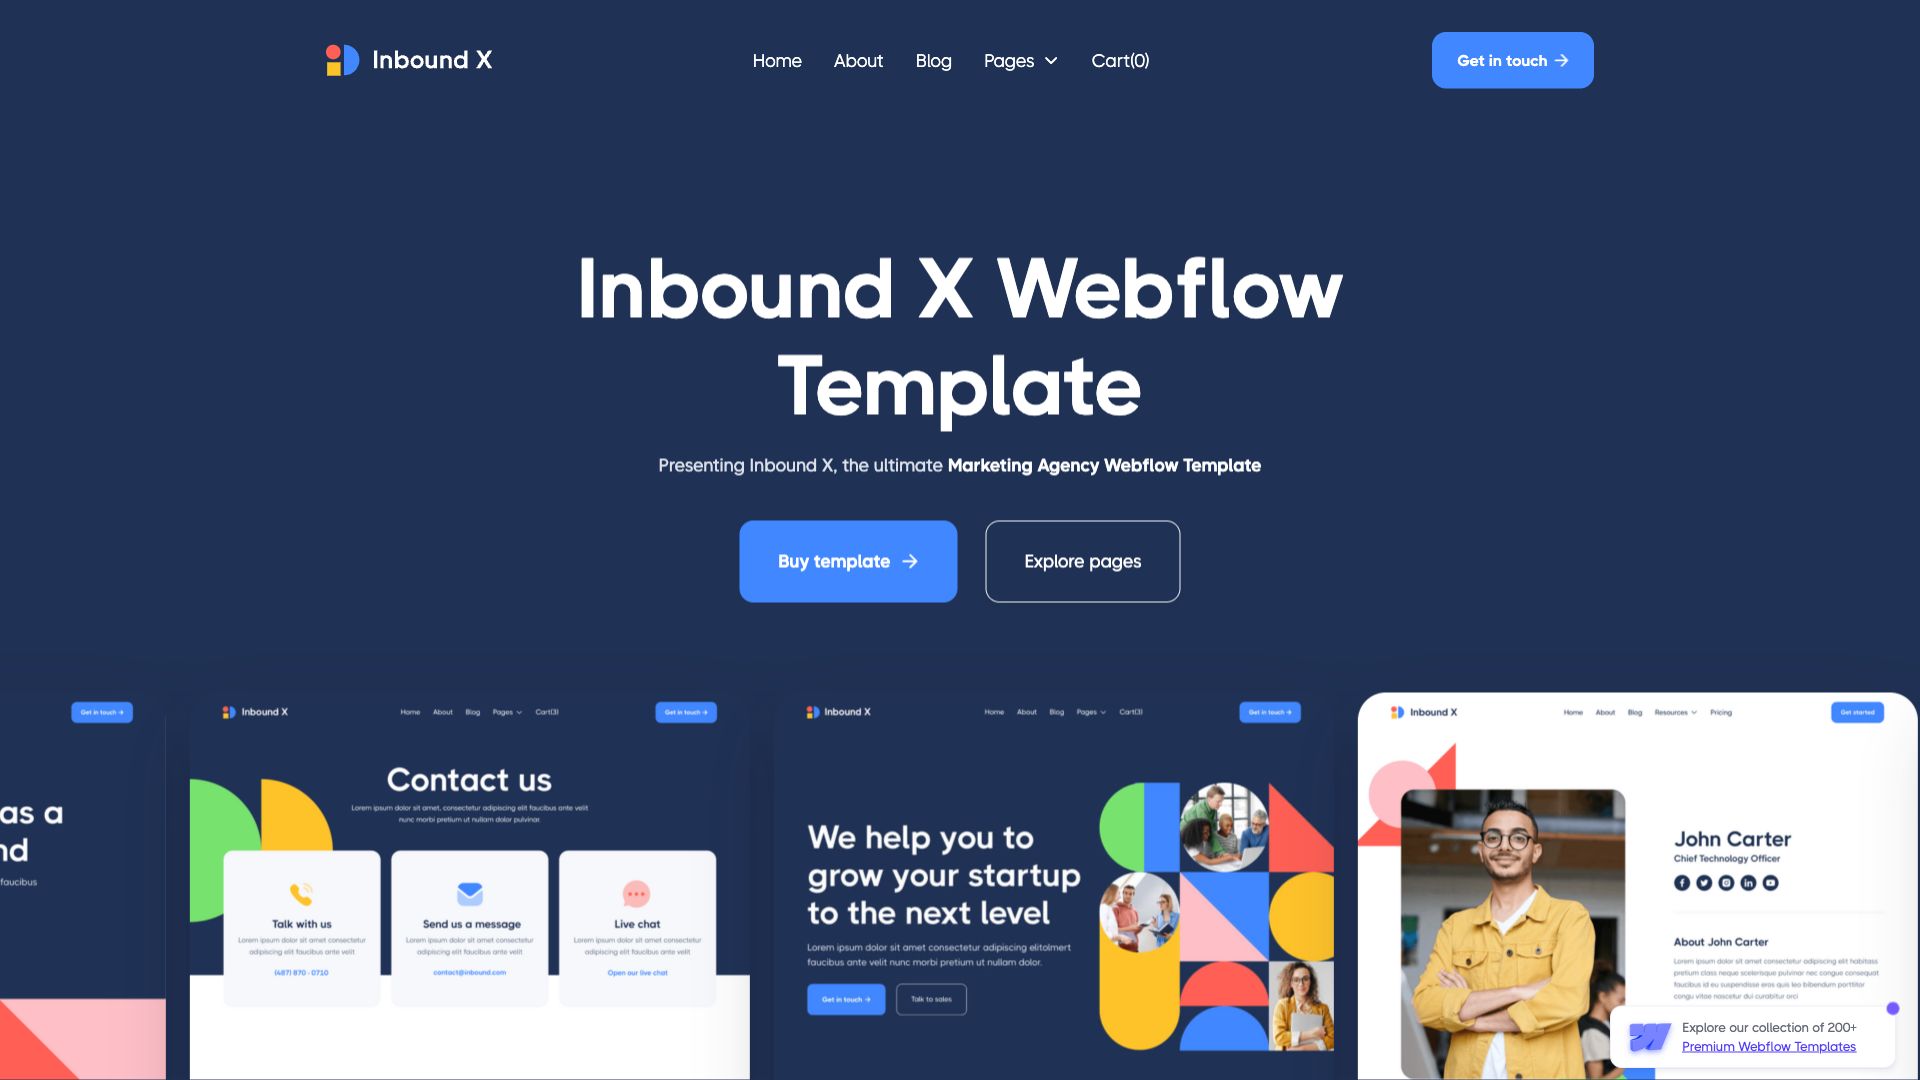 Inbound X
Home
About
Blog
Pages
Cart(0)
Get in touch →
Inbound X Webflow
Template
Presenting Inbound X, the ultimate Marketing Agency Webflow Template
Buy template →
Explore pages
Get in touch →
as a
nd
faucibus
Inbound X
Home
About
Blog
Pages
Cart(3)
Get in touch →
Contact us
Lorem ipsum dolor sit amet, consectetur adipiscing elit faucibus ante velit
nunc morbi pretium ut nullam dolor pulvinar.
Talk with us
Lorem ipsum dolor sit amet consectetur
adipiscing elit faucibus ante velit
(487) 870 - 0710
Send us a message
Lorem ipsum dolor sit amet consectetur
adipiscing elit faucibus ante velit
contact@inbound.com
Live chat
Lorem ipsum dolor sit amet consectetur
adipiscing elit faucibus ante velit
Open our live chat
Inbound X
Home
About
Blog
Pages
Cart(3)
Get in touch →
We help you to
grow your startup
to the next level
Lorem ipsum dolor sit amet consectetur adipiscing elitolmert
faucibus ante velit nunc morbi pretium ut nullam dolor.
Get in touch →
Talk to sales
Inbound X
Home
About
Blog
Resources
Pricing
Get started
John Carter
Chief Technology Officer
About John Carter
Lorem ipsum dolor sit amet consectetur adipiscing elit habitass
pretium class neque scelerisque pulvinar nec congue consequat
faucibus id eu suspendisse eros quis leo bibendum porttitor
congu vitae noscetur dui curabitur orci
Explore our collection of 200+
Premium Webflow Templates